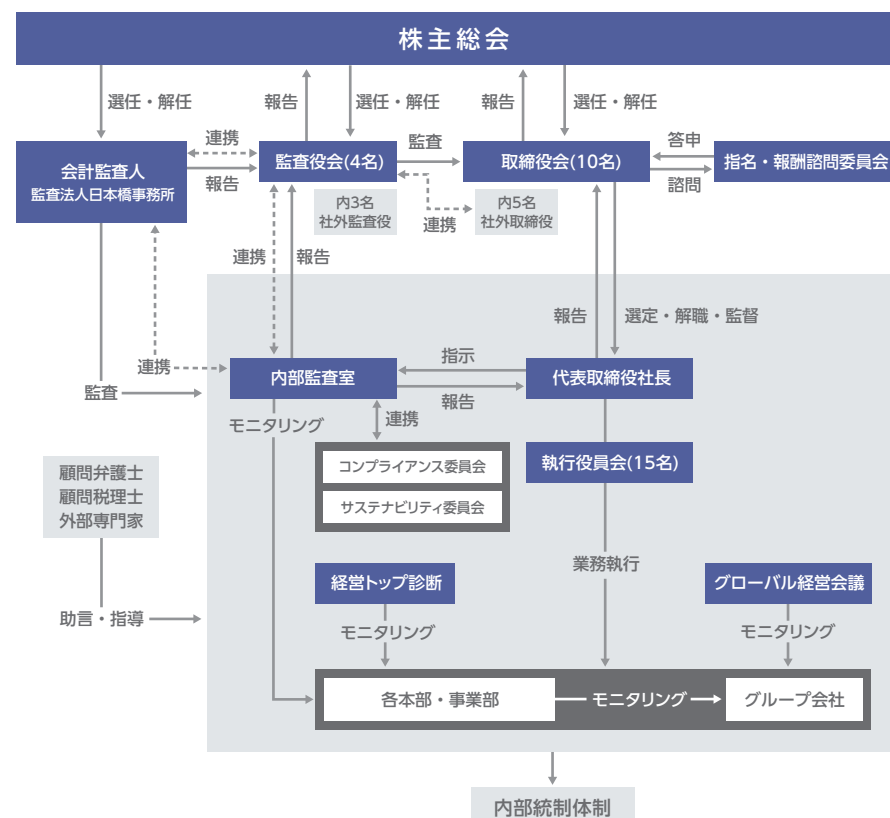 株主総会
選任・解任
報告
選任・解任
報告
選任・解任
会計監査人
監査法人日本橋事務所
連携
報告
監査役会(4名)
監査
取締役会(10名)
答申
諮問
指名・報酬諮問委員会
内3名
社外監査役
連携
内5名
社外取締役
連携
報告
報告
選定・解職・監督
連携
監査
内部監査室
指示
報告
代表取締役社長
モニタリング
連携
コンプライアンス委員会
サステナビリティ委員会
執行役員会(15名)
顧問弁護士
顧問税理士
外部専門家
助言・指導
業務執行
経営トップ診断
モニタリング
グローバル経営会議
モニタリング
各本部・事業部
モニタリング
グループ会社
内部統制体制